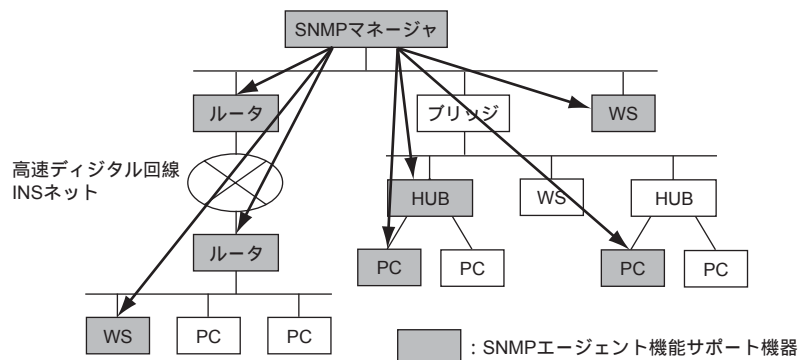 SNMPマネージャ
ルータ
ブリッジ
WS
高速ディジタル回線
INSネット
HUB
WS
HUB
ルータ
PC
PC
PC
PC
WS
PC
PC
：SNMPエージェント機能サポート機器